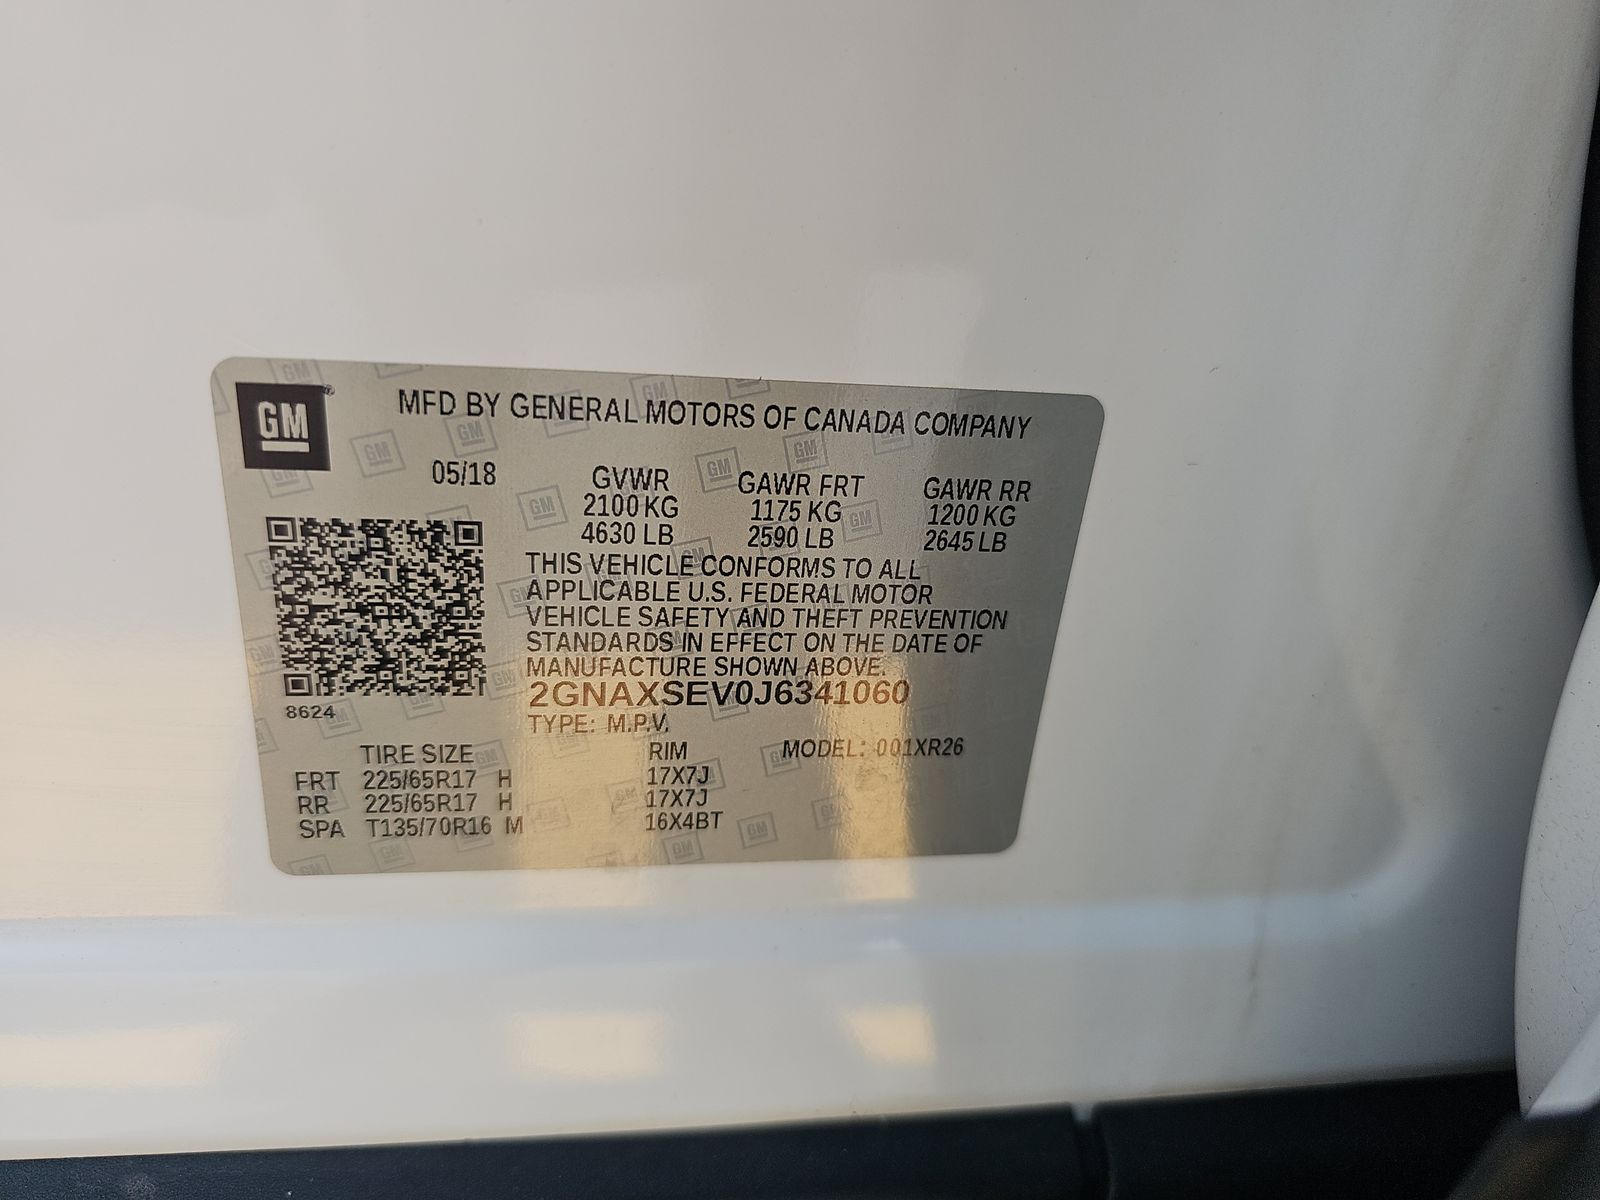 GM
MFD BY GENERAL MOTORS OF CANADA COMPANY
05/18
GVWR GAWR FRT GAWR RR
2100 KG 1175 KG 1200 KG
4630 LB 2590 LB 2645 LB
THIS VEHICLE CONFORMS TO ALL
APPLICABLE U.S. FEDERAL MOTOR
VEHICLE SAFETY AND THEFT PREVENTION
STANDARDS IN EFFECT ON THE DATE OF
MANUFACTURE SHOWN ABOVE.
2GNAXSEV0J6341060
8624
TYPE: M.P.V.
TIRE SIZE RIM MODEL: 001XR26
FRT 225/65R17 H 17X7J
RR 225/65R17 H 17X7J
SPA T135/70R16 M 16X4BT